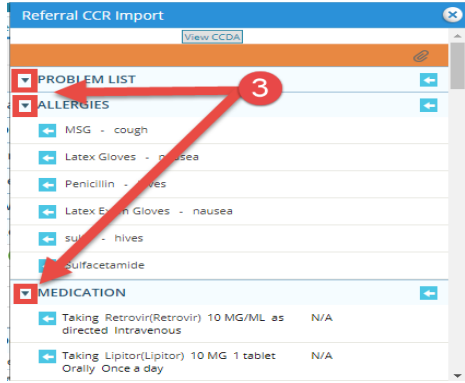 Referral CCR Import
View CCDA
PROBLEM LIST
3
ALLERGIES
MSG - cough
Latex Gloves - nausea
Penicillin - hives
Latex Exam Gloves - nausea
- hives
Sulfacetamide
MEDICATION
Taking Retrovir(Retrovir) 10 MG/ML as N/A
directed Intravenous
Taking Lipitor(Lipitor) 10 MG 1 tablet N/A
Orally Once a day